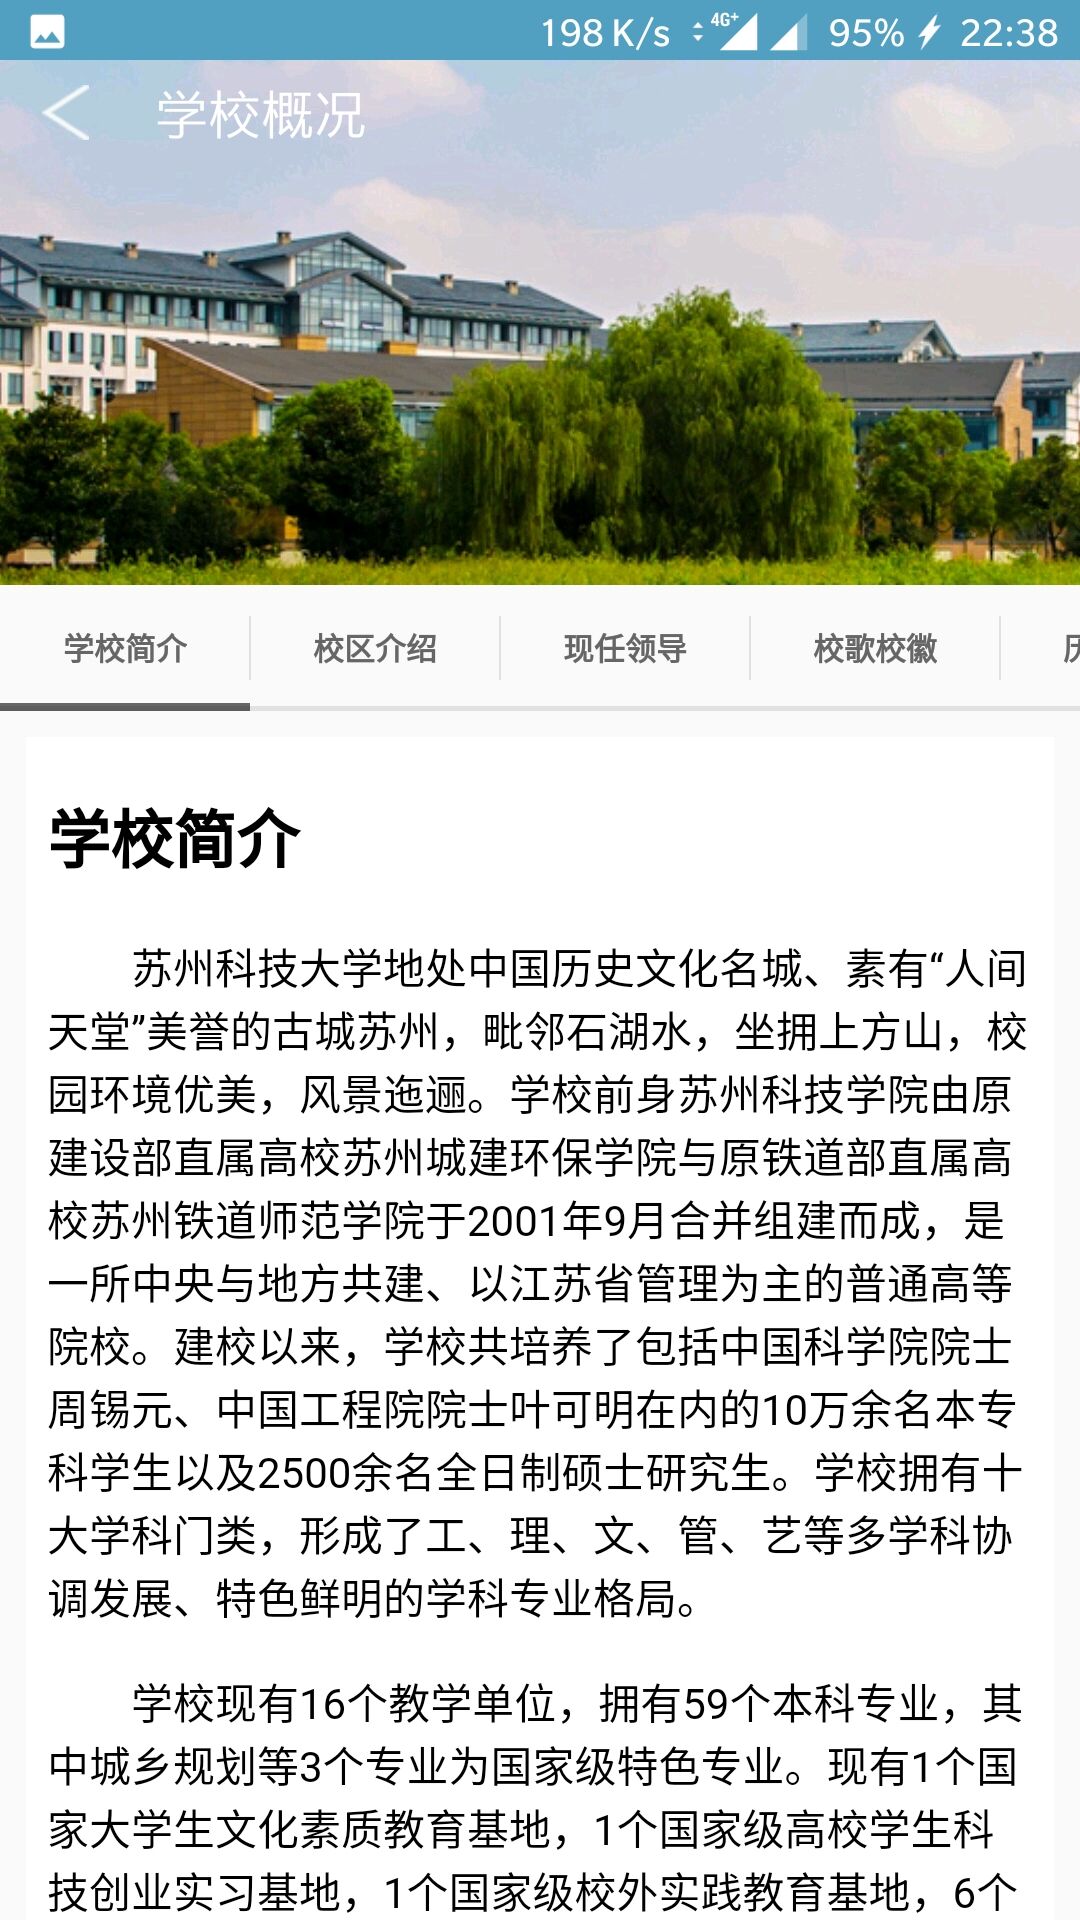 198 K/s 4G+ 95% 22:38
学校概况
学校简介 校区介绍 现任领导 校歌校徽
学校简介
苏州科技大学地处中国历史文化名城、素有“人间
天堂”美誉的古城苏州，毗邻石湖水，坐拥上方山，校
园环境优美，风景迤逦。学校前身苏州科技学院由原
建设部直属高校苏州城建环保学院与原铁道部直属高
校苏州铁道师范学院于2001年9月合并组建而成，是
一所中央与地方共建、以江苏省管理为主的普通高等
院校。建校以来，学校共培养了包括中国科学院院士
周锡元、中国工程院院士叶可明在内的10万余名本专
科学生以及2500余名全日制硕士研究生。学校拥有十
大学科门类，形成了工、理、文、管、艺等多学科协
调发展、特色鲜明的学科专业格局。
学校现有16个教学单位，拥有59个本科专业，其
中城乡规划等3个专业为国家级特色专业。现有1个国
家大学生文化素质教育基地，1个国家级高校学生科
技创业实习基地，1个国家级校外实践教育基地，6个